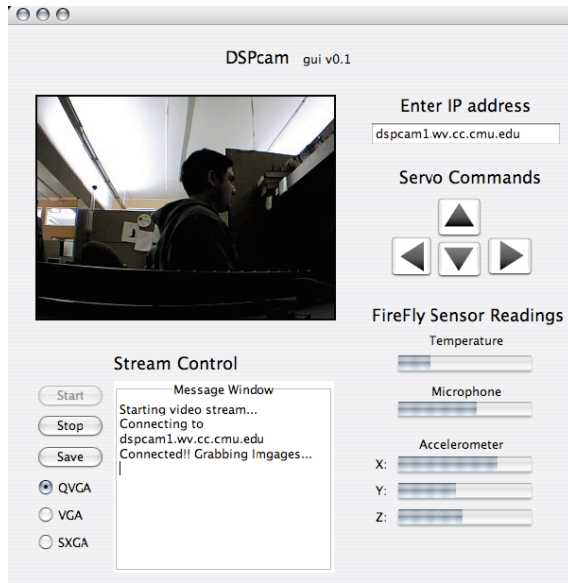 DSPcam gui v0.1
Enter IP address
dspcam1.wv.cc.cmu.edu
Servo Commands
FireFly Sensor Readings
Temperature
Microphone
Accelerometer
X:
Y:
Z:
Stream Control
Start
Stop
Save
QVGA
VGA
SXGA
Message Window
Starting video stream...
Connecting to
dspcam1.wv.cc.cmu.edu
Connected!! Grabbing Imgages...